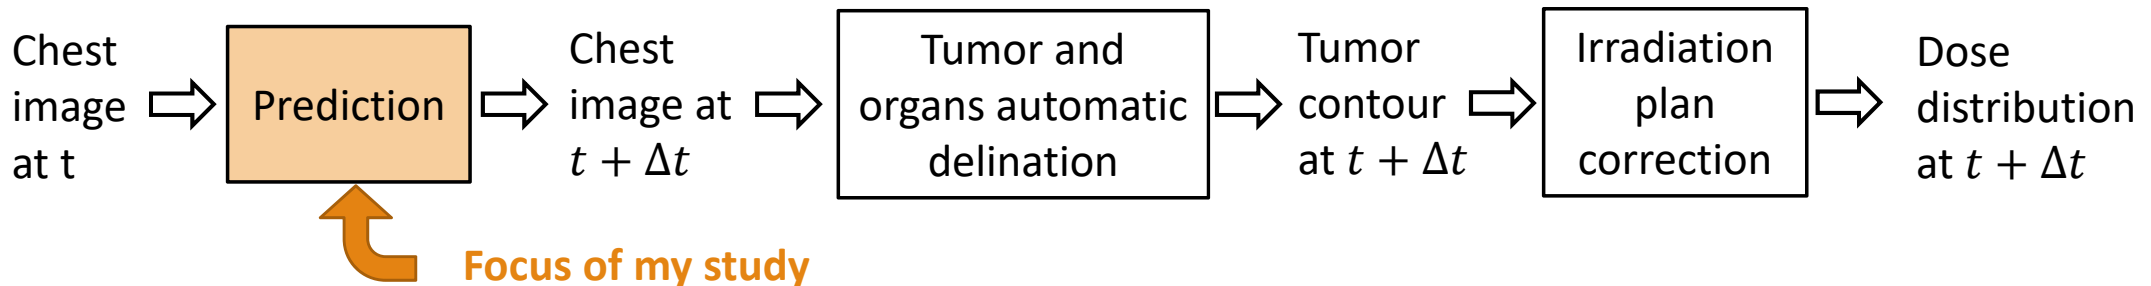 Chest
image
at t
Prediction
Chest
image at
t + Δt
Tumor and
organs automatic
delination
Tumor
contour
at t + Δt
Irradiation
plan
correction
Dose
distribution
at t + Δt
Focus of my study